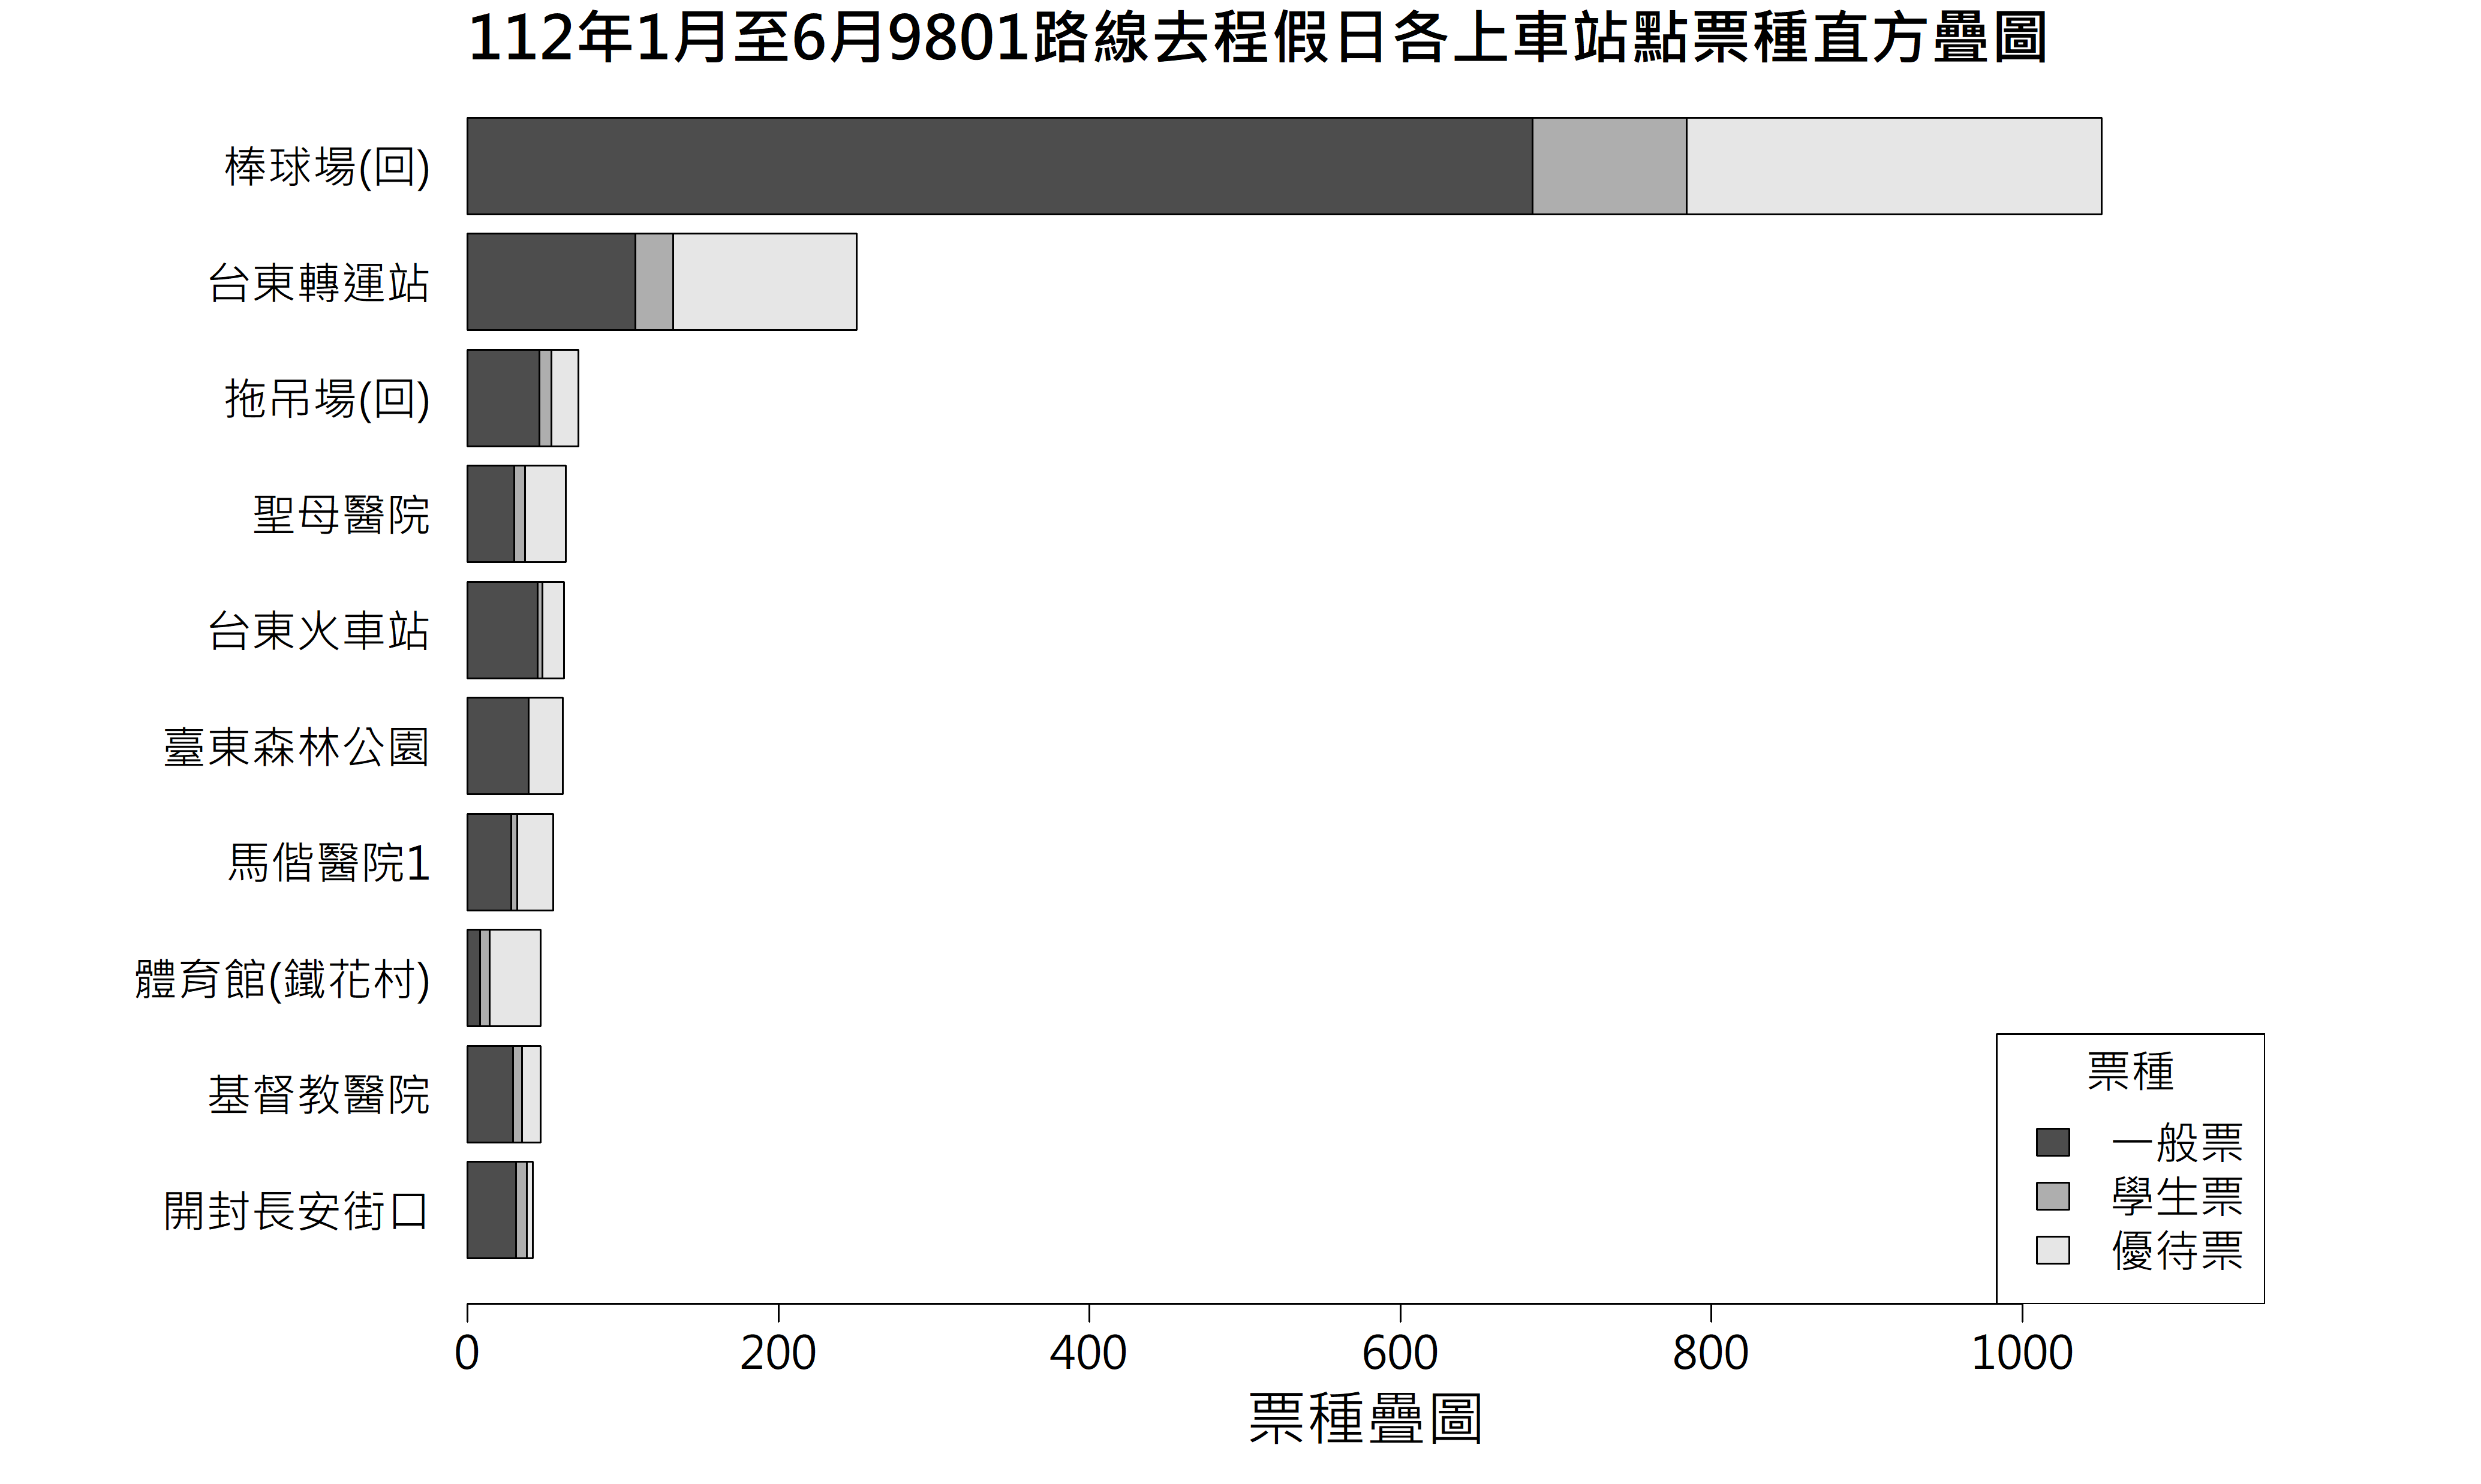 112年1月至6月9801路線去程假日各上車站點票種直方疊圖
棒球場(回)
台東轉運站
拖吊場(回)
聖母醫院
台東火車站
臺東森林公園
馬偕醫院1
體育館(鐵花村)
基督教醫院
開封長安街口
票種
一般票
學生票
優待票
0 200 400 600 800 1000
票種疊圖